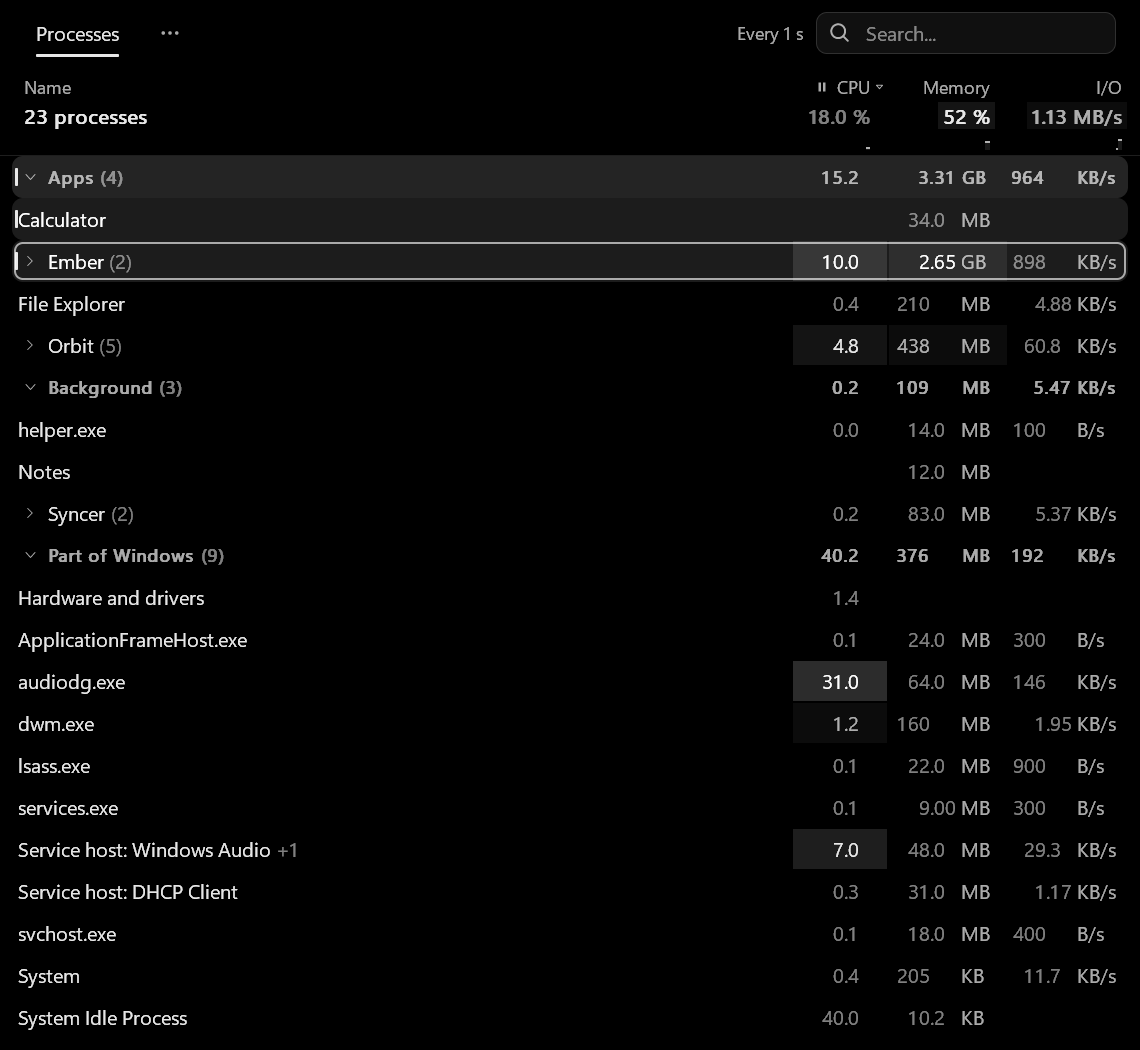 Processes ··· Every 1 s Search...
Name CPU Memory I/O
23 processes 18.0 % 52 % 1.13 MB/s
Apps (4) 15.2 3.31 GB 964 KB/s
Calculator 34.0 MB
Ember (2) 10.0 2.65 GB 898 KB/s
File Explorer 0.4 210 MB 4.88 KB/s
Orbit (5) 4.8 438 MB 60.8 KB/s
Background (3) 0.2 109 MB 5.47 KB/s
helper.exe 0.0 14.0 MB 100 B/s
Notes 12.0 MB
Syncer (2) 0.2 83.0 MB 5.37 KB/s
Part of Windows (9) 40.2 376 MB 192 KB/s
Hardware and drivers 1.4
ApplicationFrameHost.exe 0.1 24.0 MB 300 B/s
audiodg.exe 31.0 64.0 MB 146 KB/s
dwm.exe 1.2 160 MB 1.95 KB/s
lsass.exe 0.1 22.0 MB 900 B/s
services.exe 0.1 9.00 MB 300 B/s
Service host: Windows Audio +1 7.0 48.0 MB 29.3 KB/s
Service host: DHCP Client 0.3 31.0 MB 1.17 KB/s
svchost.exe 0.1 18.0 MB 400 B/s
System 0.4 205 KB 11.7 KB/s
System Idle Process 40.0 10.2 KB